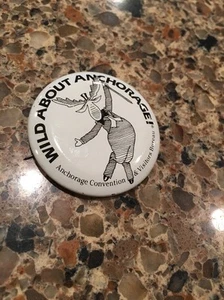 WILD ABOUT ANCHORAGE!
Anchorage Convention & Visitors Bureau